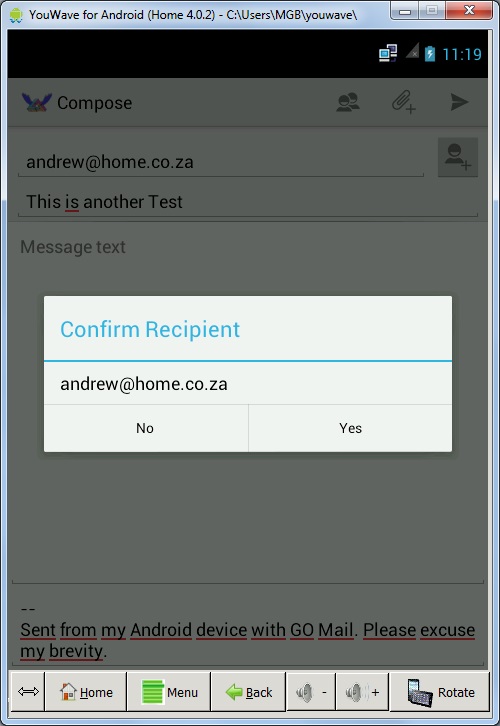 YouWave for Android (Home 4.0.2) - C:\Users\MGB\youwave\
11:19
Compose
andrew@home.co.za
This is another Test
Message text
Confirm Recipient
andrew@home.co.za
No Yes
--
Sent from my Android device with GO Mail. Please excuse
my brevity.
Home Menu Back - + Rotate